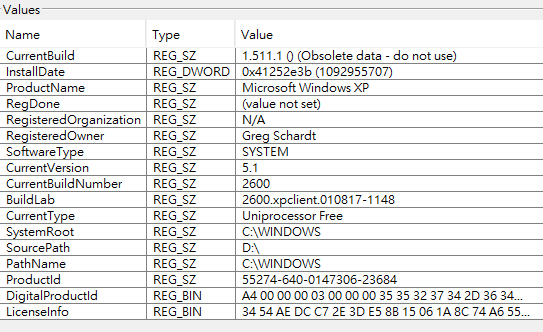 Values
Name Type Value
CurrentBuild REG_SZ 1.511.1 () (Obsolete data - do not use)
InstallDate REG_DWORD 0x41252e3b (1092955707)
ProductName REG_SZ Microsoft Windows XP
RegDone REG_SZ (value not set)
RegisteredOrganization REG_SZ N/A
RegisteredOwner REG_SZ Greg Schardt
SoftwareType REG_SZ SYSTEM
CurrentVersion REG_SZ 5.1
CurrentBuildNumber REG_SZ 2600
BuildLab REG_SZ 2600.xpclient.010817-1148
CurrentType REG_SZ Uniprocessor Free
SystemRoot REG_SZ C:\WINDOWS
SourcePath REG_SZ D:\
PathName REG_SZ C:\WINDOWS
ProductId REG_SZ 55274-640-0147306-23684
DigitalProductId REG_BIN A4 00 00 00 03 00 00 00 35 35 32 37 34 2D 36 34...
LicenseInfo REG_BIN 34 54 AE DC C7 2E 3D E5 8B 15 06 1A 8C 74 A6 55...